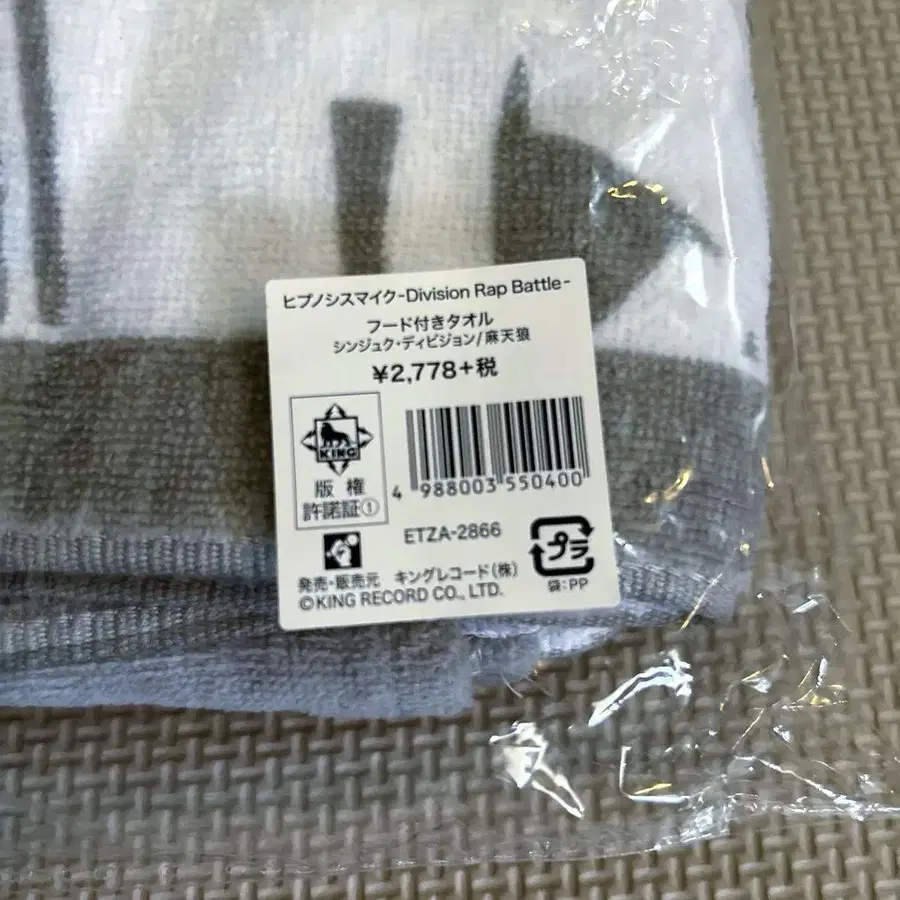 ヒプノシスマイク-Division Rap Battle-
フード付きタオル
シンジュク・ディビジョン/麻天狼
¥2,778+税
KING
版権
許諾証①
4 988003 550400
ETZA-2866
プラ
袋:PP
発売・販売元 キングレコード(株)
©KING RECORD CO., LTD.